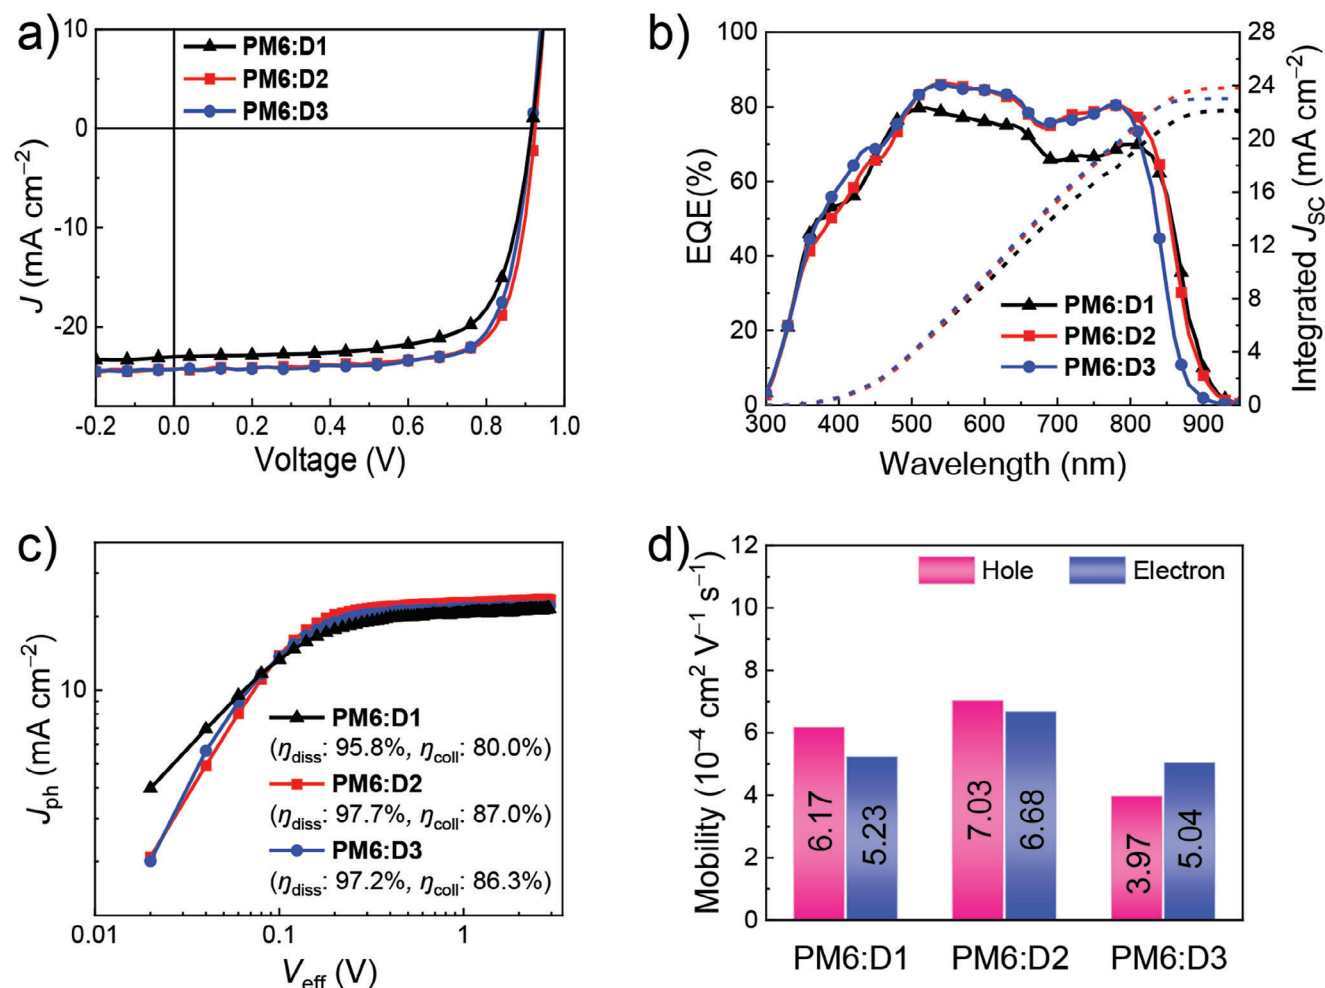 a)
10
0
-10
-20
J (mA cm⁻²)
PM6:D1
PM6:D2
PM6:D3
-0.2 0.0 0.2 0.4 0.6 0.8 1.0
Voltage (V)
b)
100
80
60
40
20
0
EQE(%)
28
24
20
16
12
8
4
0
Integrated J_SC (mA cm⁻²)
PM6:D1
PM6:D2
PM6:D3
300 400 500 600 700 800 900
Wavelength (nm)
c)
10
J_ph (mA cm⁻²)
PM6:D1
(η_diss: 95.8%, η_coll: 80.0%)
PM6:D2
(η_diss: 97.7%, η_coll: 87.0%)
PM6:D3
(η_diss: 97.2%, η_coll: 86.3%)
0.01 0.1 1
V_eff (V)
d)
12
10
8
6
4
2
0
Mobility (10⁻⁴ cm² V⁻¹ s⁻¹)
Hole Electron
6.17 5.23 7.03 6.68 3.97 5.04
PM6:D1 PM6:D2 PM6:D3